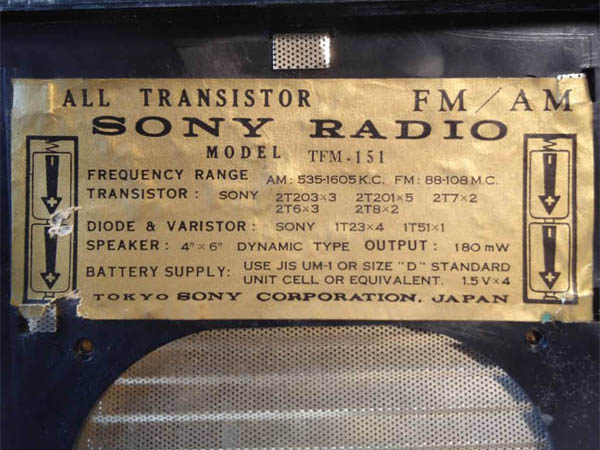 ALL TRANSISTOR FM/AM
SONY RADIO
MODEL TFM-151
FREQUENCY RANGE AM: 535-1605 K.C. FM: 88-108 M.C.
TRANSISTOR: SONY 2T203×3 2T201×5 2T7×2
2T6×3 2T8×2
DIODE & VARISTOR: SONY 1T23×4 1T51×1
SPEAKER: 4"×6" DYNAMIC TYPE OUTPUT: 180mW
BATTERY SUPPLY: USE JIS UM-1 OR SIZE "D" STANDARD
UNIT CELL OR EQUIVALENT. 1.5V×4
TOKYO SONY CORPORATION, JAPAN